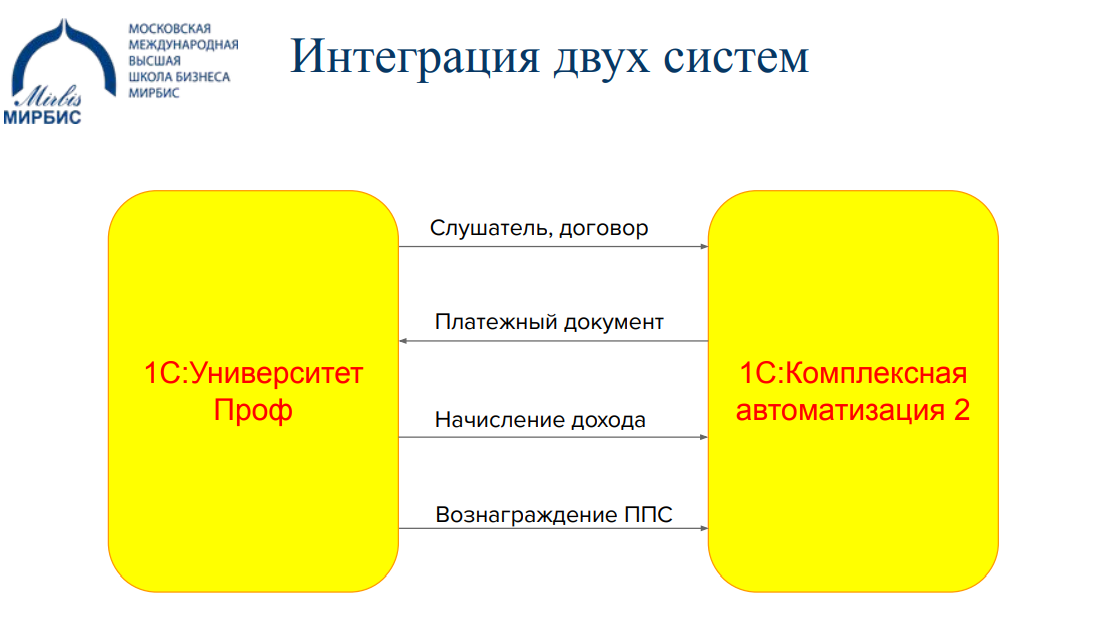 МОСКОВСКАЯ
МЕЖДУНАРОДНАЯ
ВЫСШАЯ
ШКОЛА БИЗНЕСА
МИРБИС
Mirbis
МИРБИС
Интеграция двух систем
Слушатель, договор
Платежный документ
1С:Университет
Проф
1С:Комплексная
автоматизация 2
Начисление дохода
Вознаграждение ППС